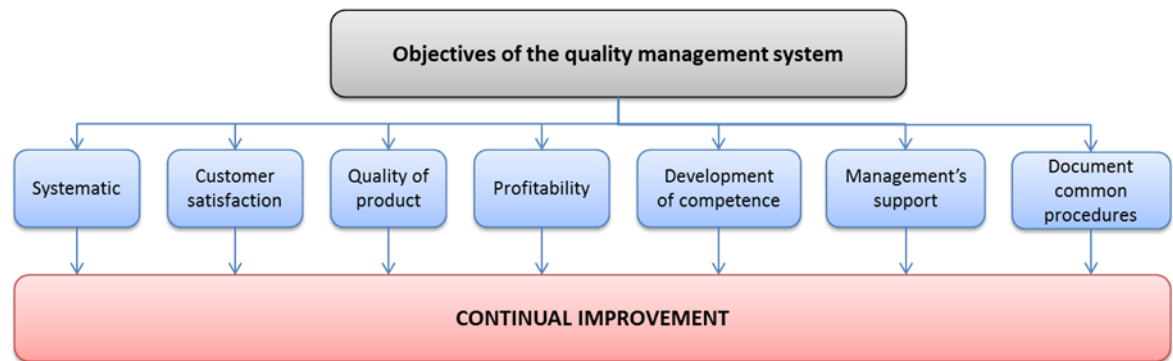 Objectives of the quality management system
Systematic
Customer
satisfaction
Quality of
product
Profitability
Development
of competence
Management’s
support
Document
common
procedures
CONTINUAL IMPROVEMENT